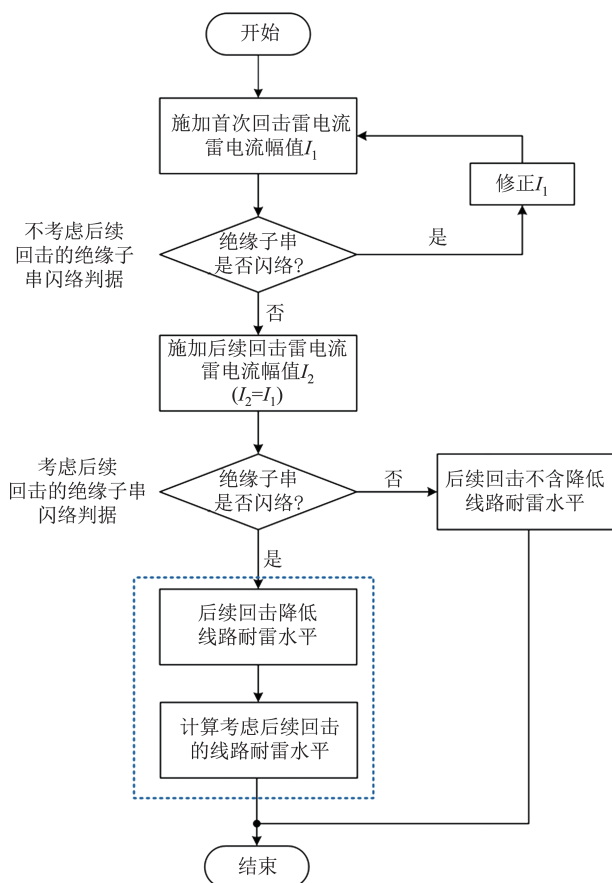 开始
施加首次回击雷电流
雷电流幅值I₁
修正I₁
不考虑后续
回击的绝缘子
串闪络判据
绝缘子串
是否闪络?
是
否
施加后续回击雷电流
雷电流幅值I₂
(I₂=I₁)
考虑后续
回击的绝缘子串
闪络判据
绝缘子串
是否闪络?
否
后续回击不含降低
线路耐雷水平
是
后续回击降低
线路耐雷水平
计算考虑后续回击
的线路耐雷水平
结束